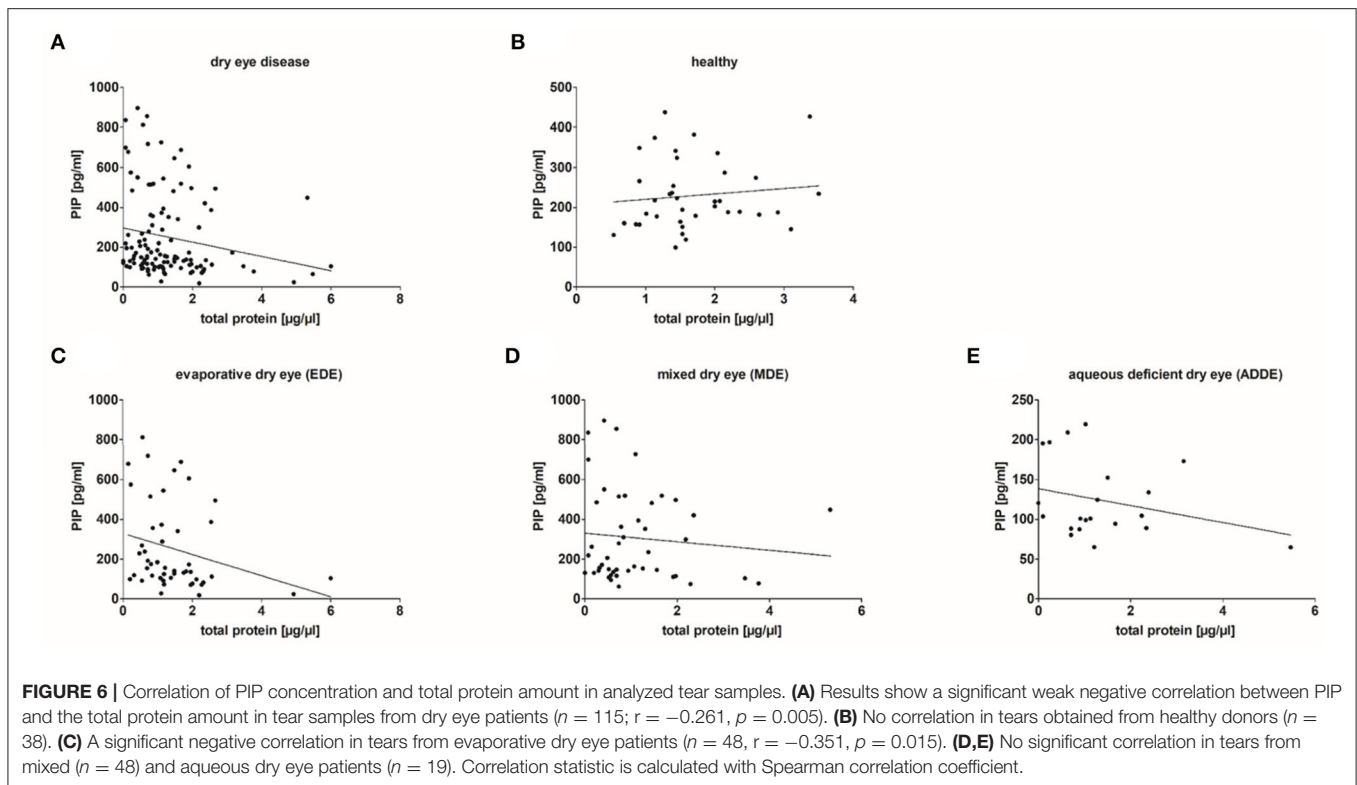 A
dry eye disease
PIP [pg/ml]
1000
800
600
400
200
0
0 2 4 6 8
total protein [µg/µl]
B
healthy
PIP [pg/ml]
500
400
300
200
100
0
0 1 2 3 4
total protein [µg/µl]
C
evaporative dry eye (EDE)
PIP [pg/ml]
1000
800
600
400
200
0
0 2 4 6 8
total protein [µg/µl]
D
mixed dry eye (MDE)
PIP [pg/ml]
1000
800
600
400
200
0
0 2 4 6
total protein [µg/µl]
E
aqueous deficient dry eye (ADDE)
PIP [pg/ml]
250
200
150
100
50
0
0 2 4 6
total protein [µg/µl]
FIGURE 6 | Correlation of PIP concentration and total protein amount in analyzed tear samples. (A) Results show a significant weak negative correlation between PIP
and the total protein amount in tear samples from dry eye patients (n = 115; r = −0.261, p = 0.005). (B) No correlation in tears obtained from healthy donors (n =
38). (C) A significant negative correlation in tears from evaporative dry eye patients (n = 48, r = −0.351, p = 0.015). (D,E) No significant correlation in tears from
mixed (n = 48) and aqueous dry eye patients (n = 19). Correlation statistic is calculated with Spearman correlation coefficient.